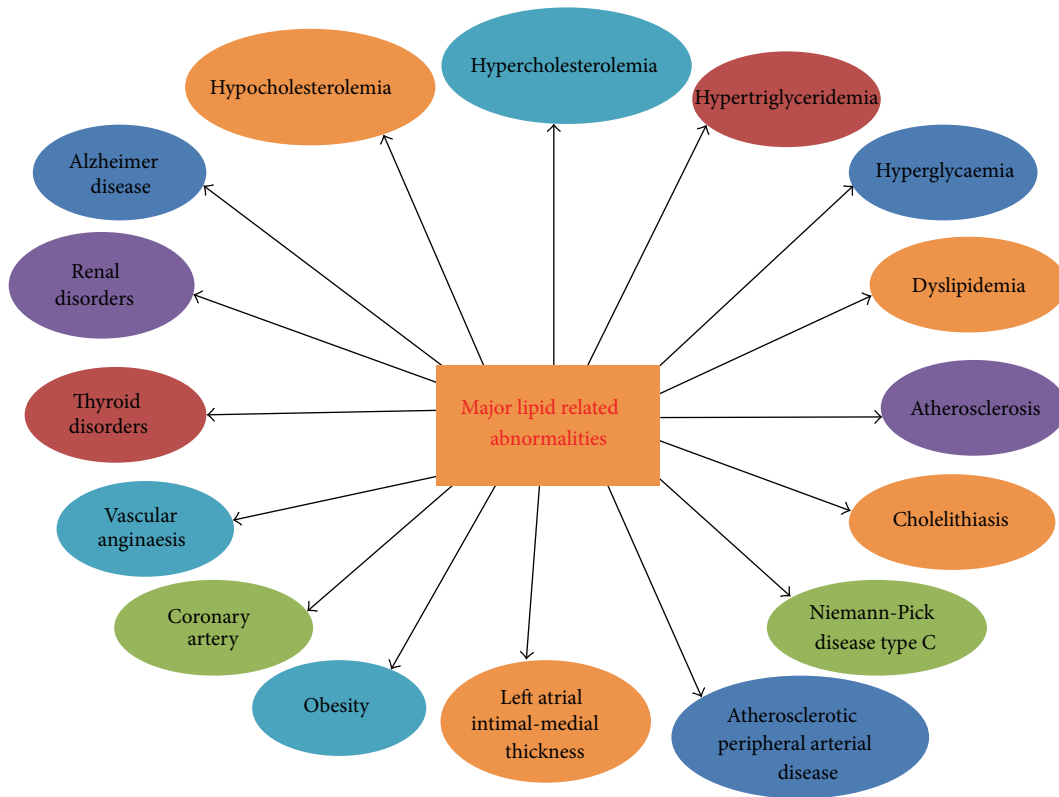 Hypercholesterolemia
Hypocholesterolemia
Hypertriglyceridemia
Alzheimer
disease
Hyperglycaemia
Renal
disorders
Dyslipidemia
Major lipid related
abnormalities
Thyroid
disorders
Atherosclerosis
Vascular
anginaesis
Cholelithiasis
Coronary
artery
Niemann-Pick
disease type C
Obesity
Left atrial
intimal-medial
thickness
Atherosclerotic
peripheral arterial
disease